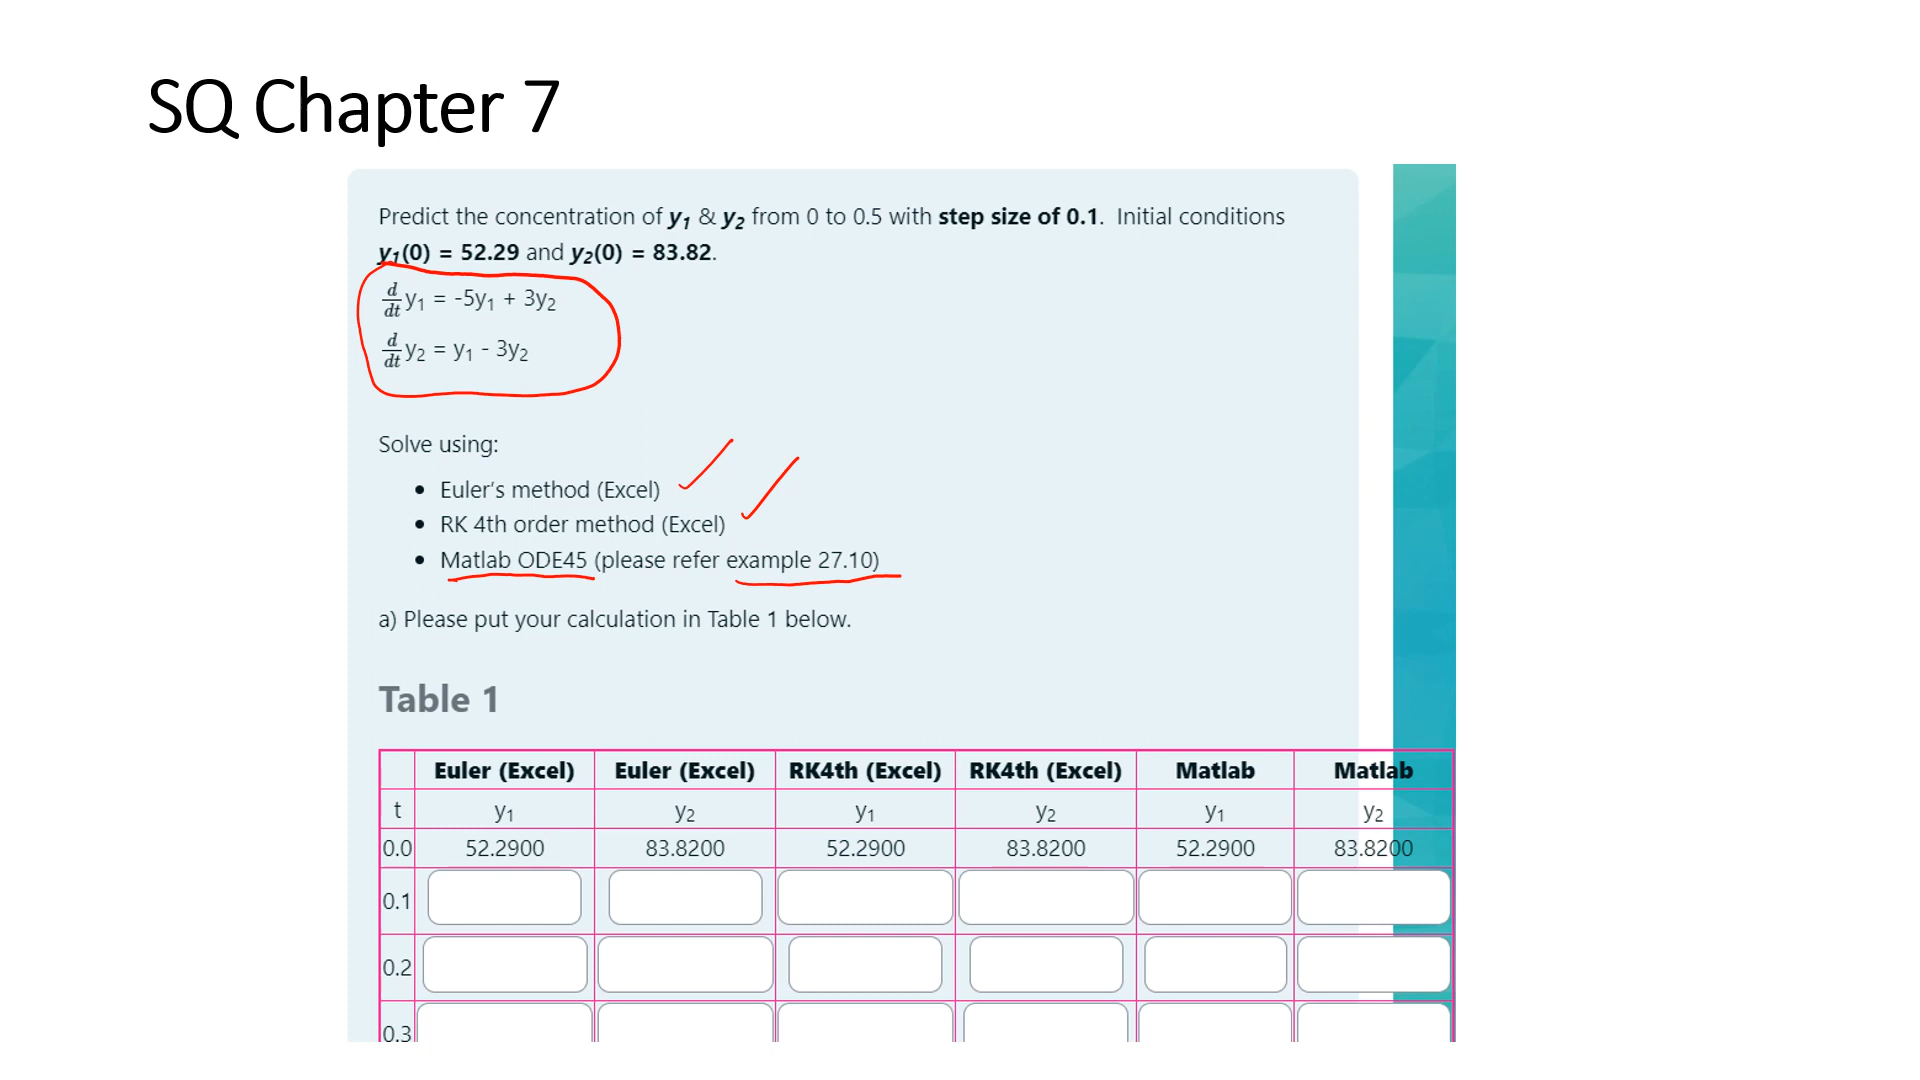 SQ Chapter 7
Predict the concentration of y₁ & y₂ from 0 to 0.5 with step size of 0.1. Initial conditions
y₁(0) = 52.29 and y₂(0) = 83.82.
d/dt y₁ = -5y₁ + 3y₂
d/dt y₂ = y₁ - 3y₂
Solve using:
• Euler's method (Excel)
• RK 4th order method (Excel)
• Matlab ODE45 (please refer example 27.10)
a) Please put your calculation in Table 1 below.
Table 1
Euler (Excel) Euler (Excel) RK4th (Excel) RK4th (Excel) Matlab Matlab
t y₁ y₂ y₁ y₂ y₁ y₂
0.0 52.2900 83.8200 52.2900 83.8200 52.2900 83.8200
0.1
0.2
0.3